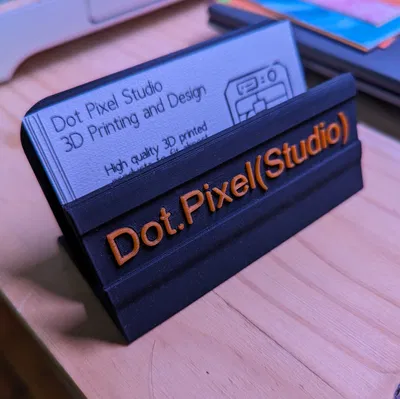 Dot Pixel Studio
3D Printing and Design
High quality 3D printed
Dot.Pixel(Studio)